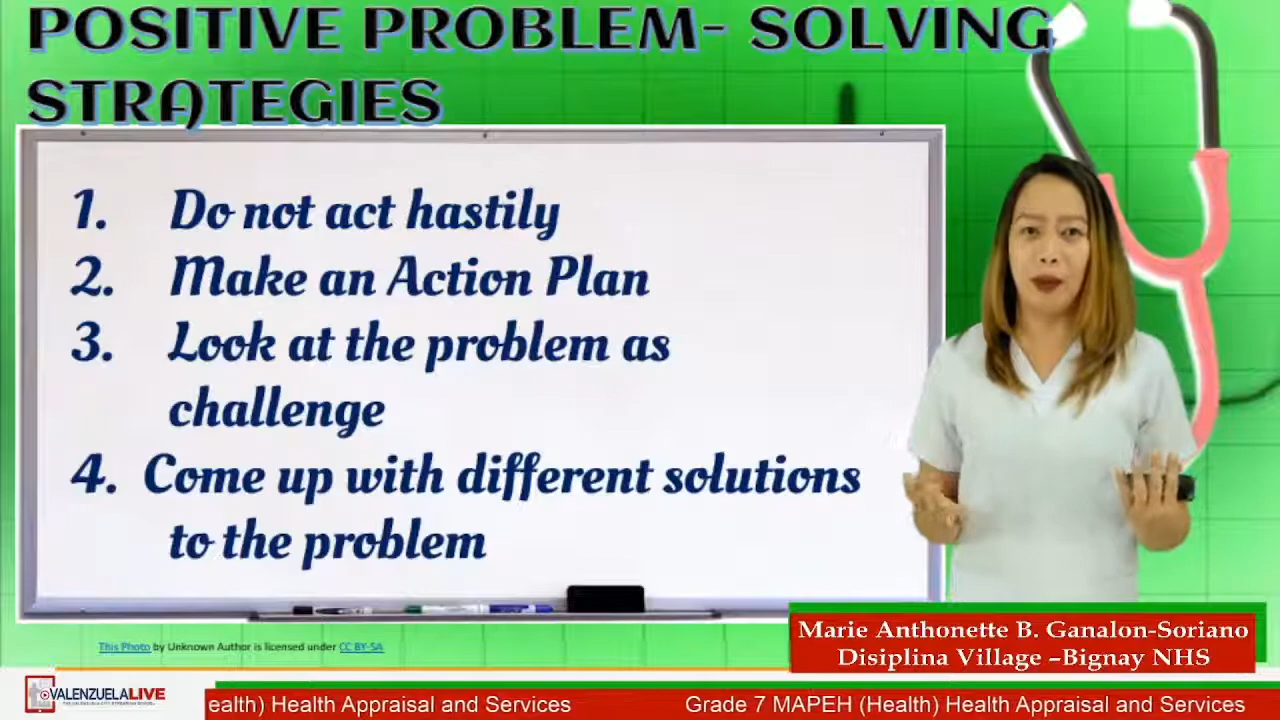 POSITIVE PROBLEM- SOLVING
STRATEGIES
1. Do not act hastily
2. Make an Action Plan
3. Look at the problem as
challenge
4. Come up with different solutions
to the problem
This Photo by Unknown Author is licensed under CC BY-SA
Marie Anthonette B. Ganalon-Soriano
Disiplina Village –Bignay NHS
VALENZUELALIVE
ealth) Health Appraisal and Services Grade 7 MAPEH (Health) Health Appraisal and Services